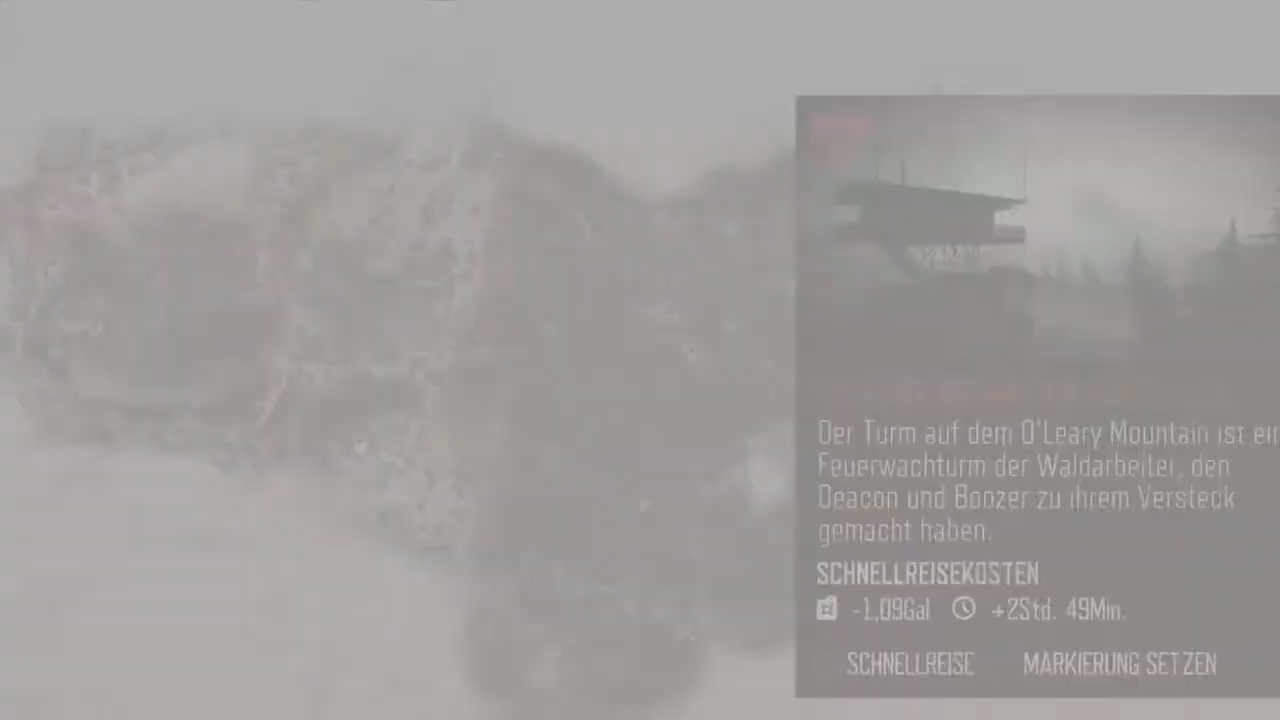 Der Turm auf dem O'Leary Mountain ist ein
Feuerwachturm der Waldarbeiter, den
Deacon und Boozer zu ihrem Versteck
gemacht haben.
SCHNELLREISEKOSTEN
-1,09Gal +2Std. 49Min.
SCHNELLREISE MARKIERUNG SETZEN